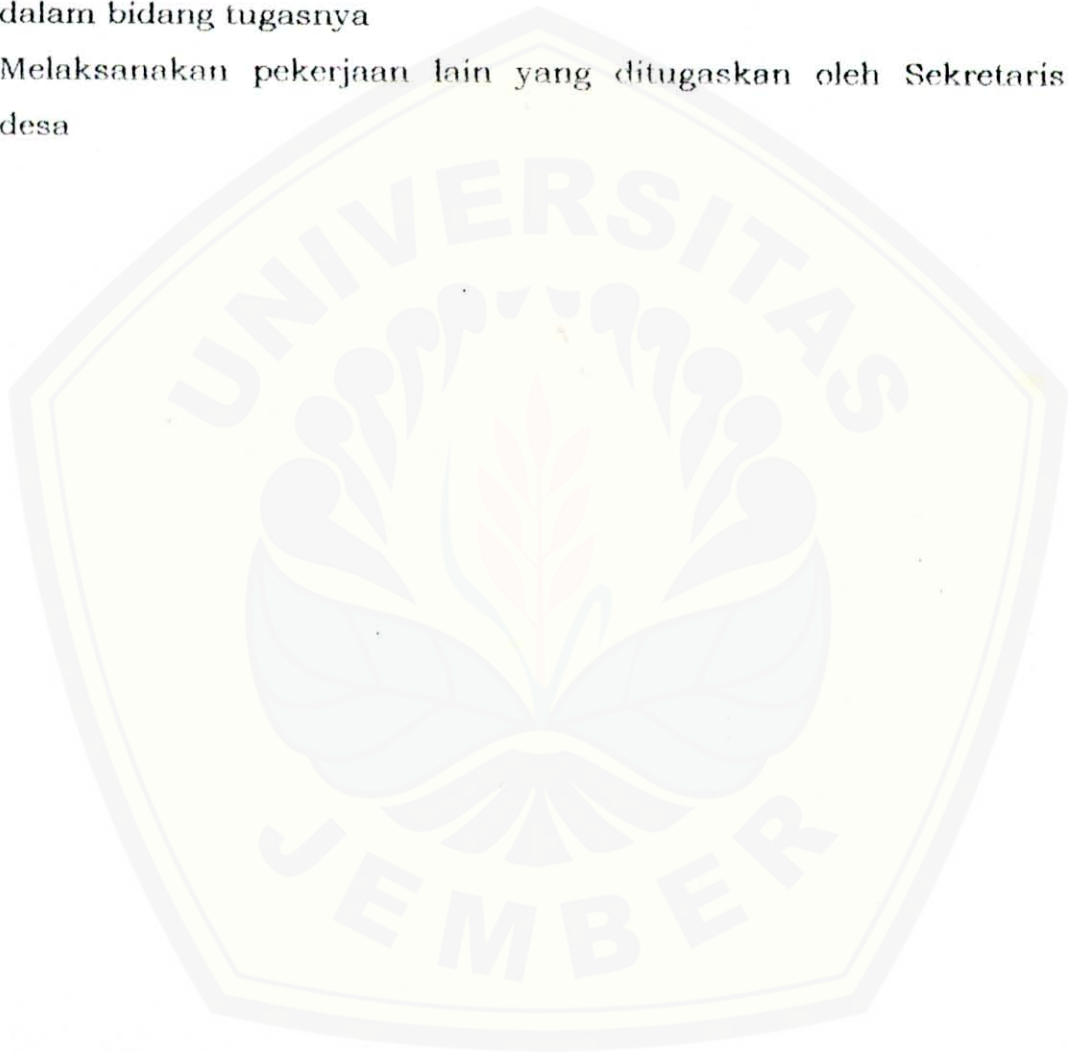 dalam bidang tugasnya
Melaksanakan pekerjaan lain yang ditugaskan oleh Sekretaris
desa
UNIVERSITAS
JEMBER